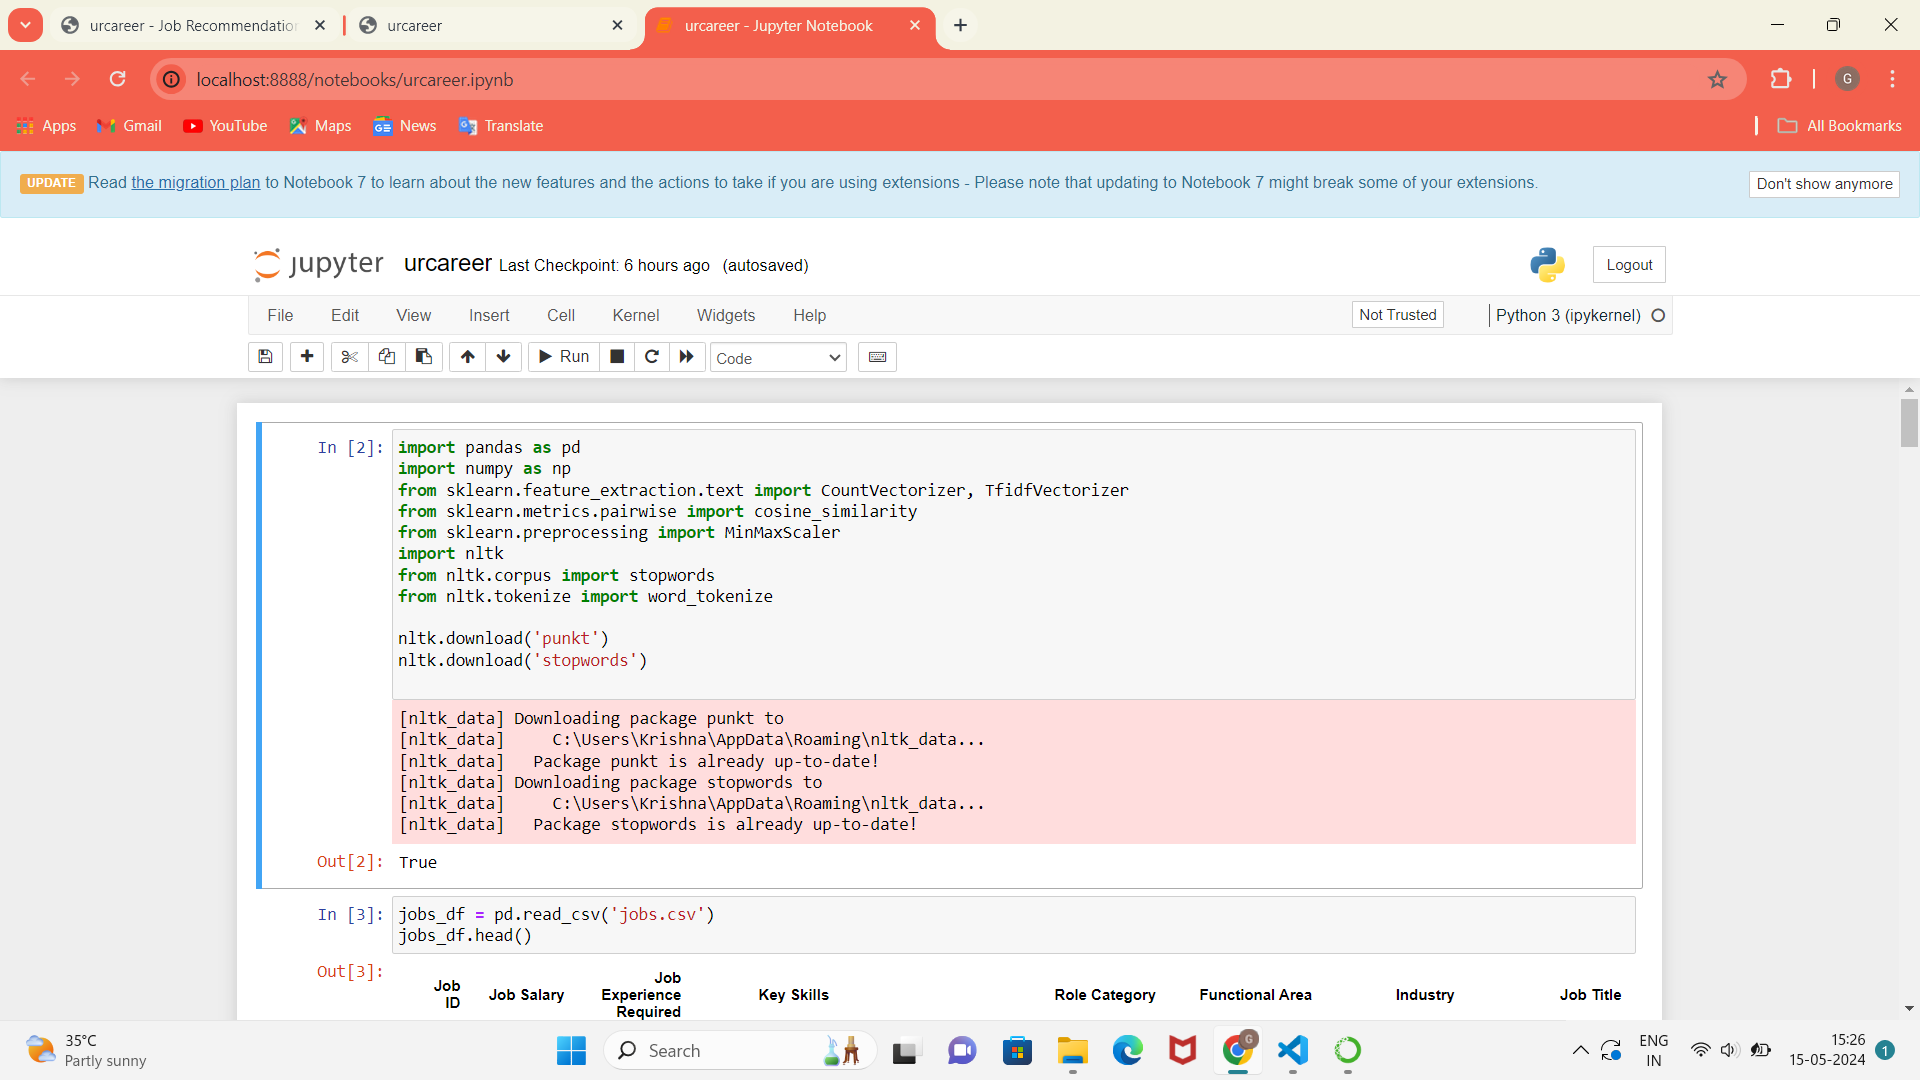 urcareer - Job Recommendation
urcareer
urcareer - Jupyter Notebook
localhost:8888/notebooks/urcareer.ipynb
G
Apps
Gmail
YouTube
Maps
News
Translate
All Bookmarks
UPDATE Read the migration plan to Notebook 7 to learn about the new features and the actions to take if you are using extensions - Please note that updating to Notebook 7 might break some of your extensions.
Don't show anymore
jupyter urcareer Last Checkpoint: 6 hours ago (autosaved)
Logout
File Edit View Insert Cell Kernel Widgets Help
Not Trusted
Python 3 (ipykernel)
Run
Code
In [2]: import pandas as pd
import numpy as np
from sklearn.feature_extraction.text import CountVectorizer, TfidfVectorizer
from sklearn.metrics.pairwise import cosine_similarity
from sklearn.preprocessing import MinMaxScaler
import nltk
from nltk.corpus import stopwords
from nltk.tokenize import word_tokenize
nltk.download('punkt')
nltk.download('stopwords')
[nltk_data] Downloading package punkt to
[nltk_data]     C:\Users\Krishna\AppData\Roaming\nltk_data...
[nltk_data]   Package punkt is already up-to-date!
[nltk_data] Downloading package stopwords to
[nltk_data]     C:\Users\Krishna\AppData\Roaming\nltk_data...
[nltk_data]   Package stopwords is already up-to-date!
Out[2]: True
In [3]: jobs_df = pd.read_csv('jobs.csv')
jobs_df.head()
Out[3]:
Job ID
Job Salary
Job Experience Required
Key Skills
Role Category
Functional Area
Industry
Job Title
35°C
Partly sunny
Search
G
ENG
IN
15:26
15-05-2024
1